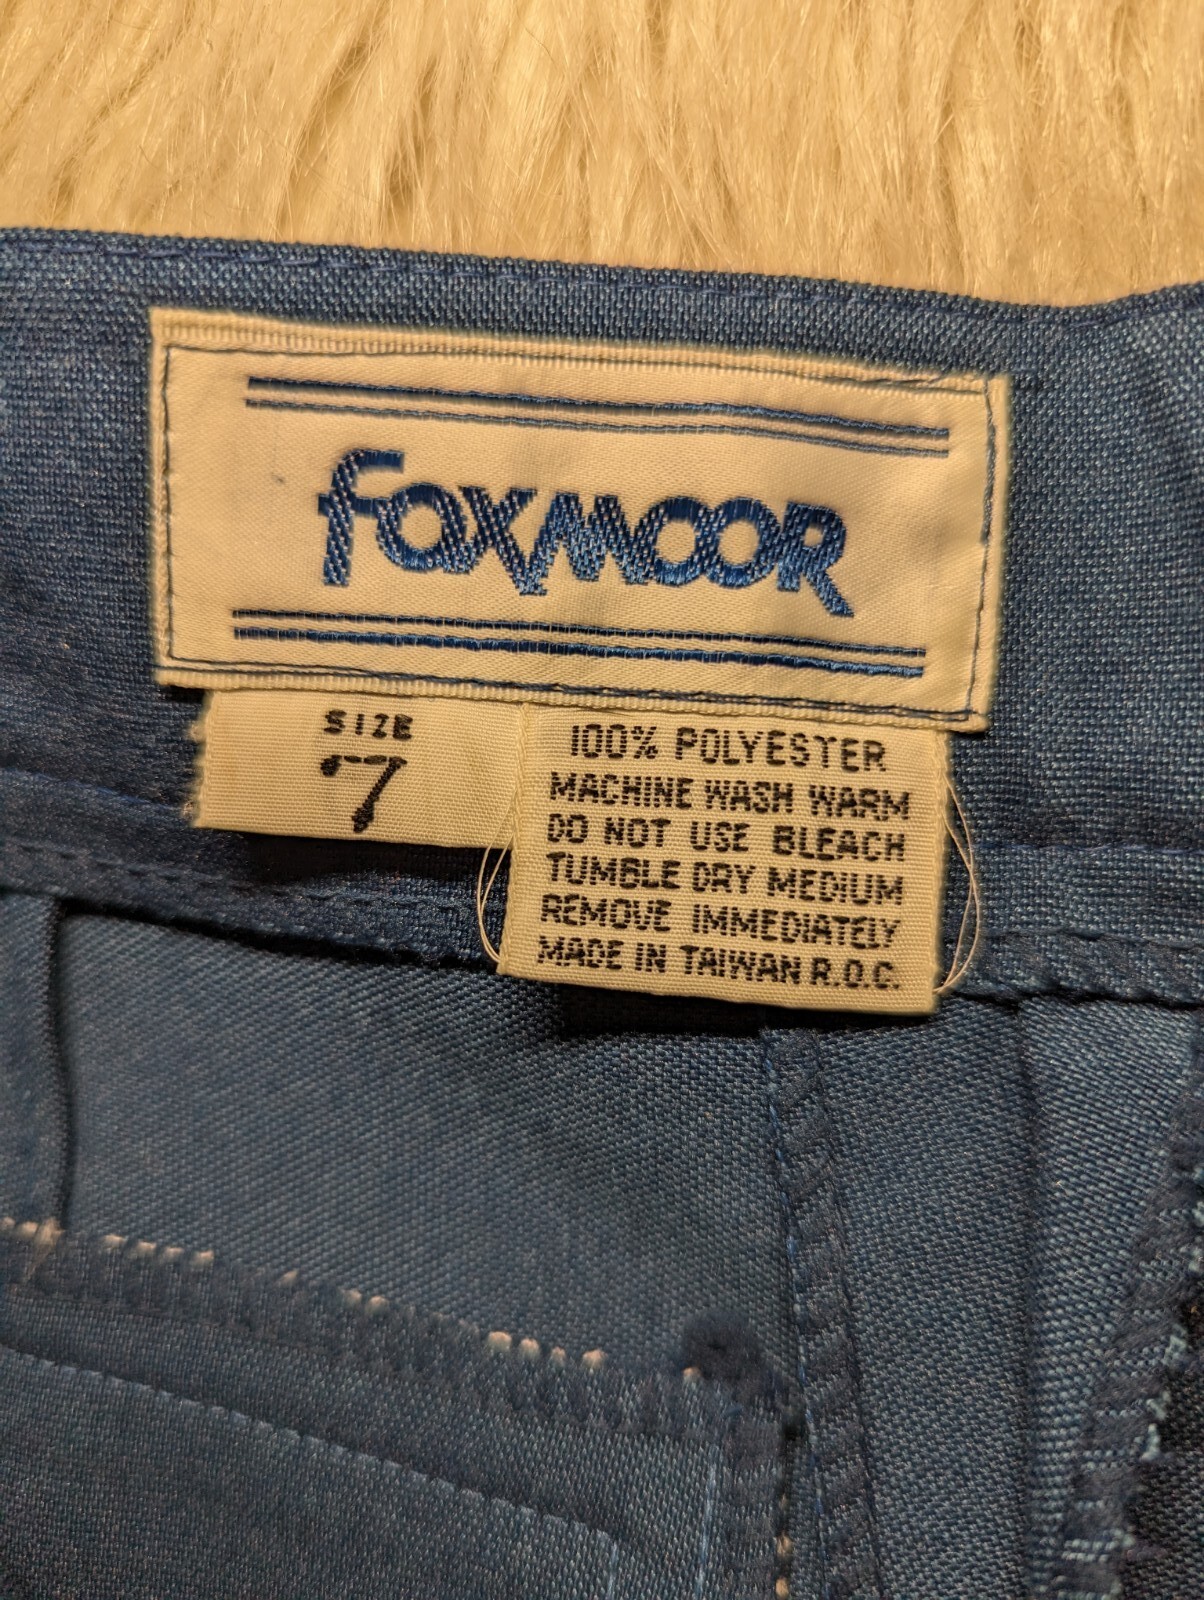 FOXMOOR
SIZE
7
100% POLYESTER
MACHINE WASH WARM
DO NOT USE BLEACH
TUMBLE DRY MEDIUM
REMOVE IMMEDIATELY
MADE IN TAIWAN R.O.C.